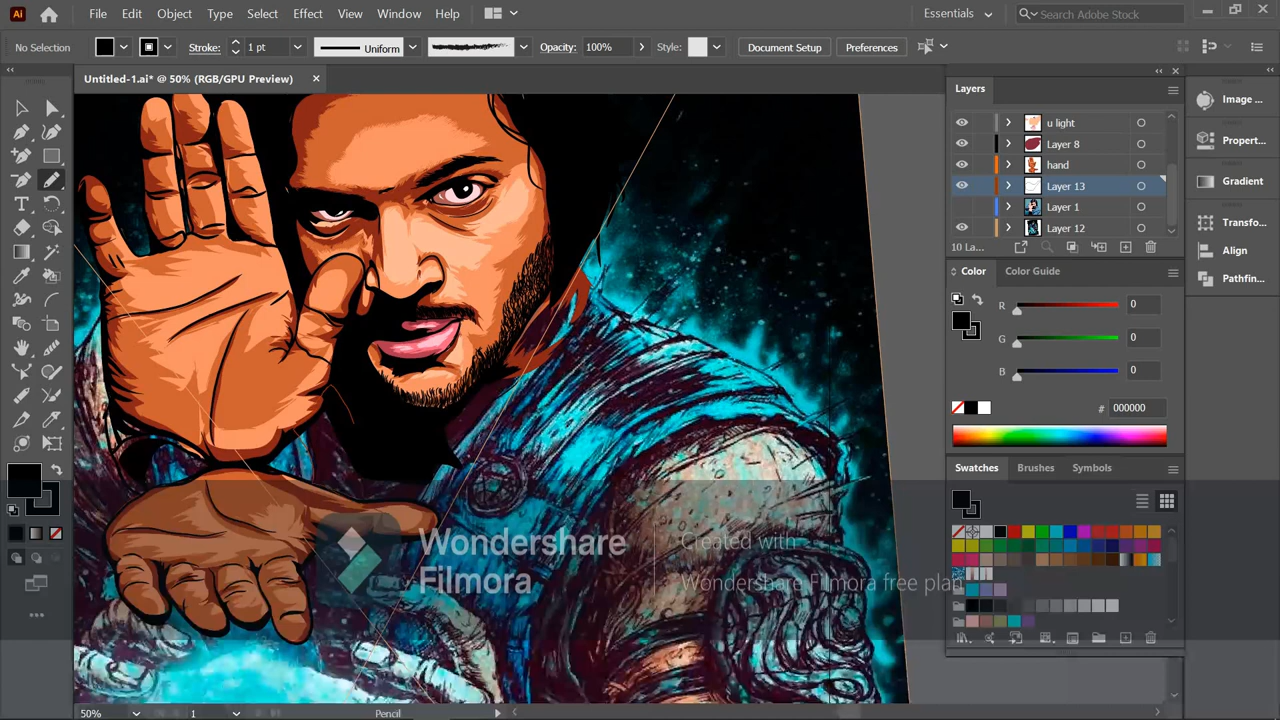 Ai File Edit Object Type Select Effect View Window Help Essentials Search Adobe Stock
No Selection Stroke: 1 pt Uniform Opacity: 100% Style: Document Setup Preferences
Untitled-1.ai* @ 50% (RGB/GPU Preview)
Layers
u light
Layer 8
hand
Layer 13
Layer 1
Layer 12
10 La...
Color Color Guide
R 0
G 0
B 0
# 000000
Swatches Brushes Symbols
Image ...
Propert...
Gradient
Transfo...
Align
Pathfin...
Wondershare
Filmora
Created with
Wondershare Filmora free plan
50% 1 Pencil